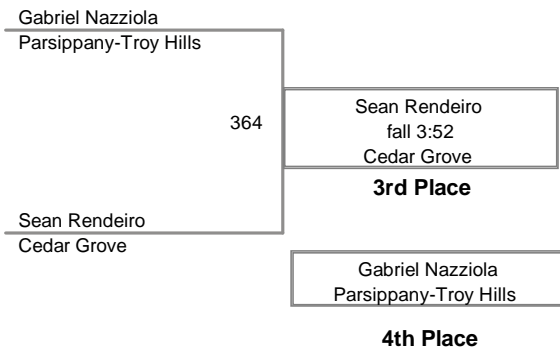 Gabriel Nazziola
Parsippany-Troy Hills
364
Sean Rendeiro
fall 3:52
Cedar Grove
3rd Place
Sean Rendeiro
Cedar Grove
Gabriel Nazziola
Parsippany-Troy Hills
4th Place